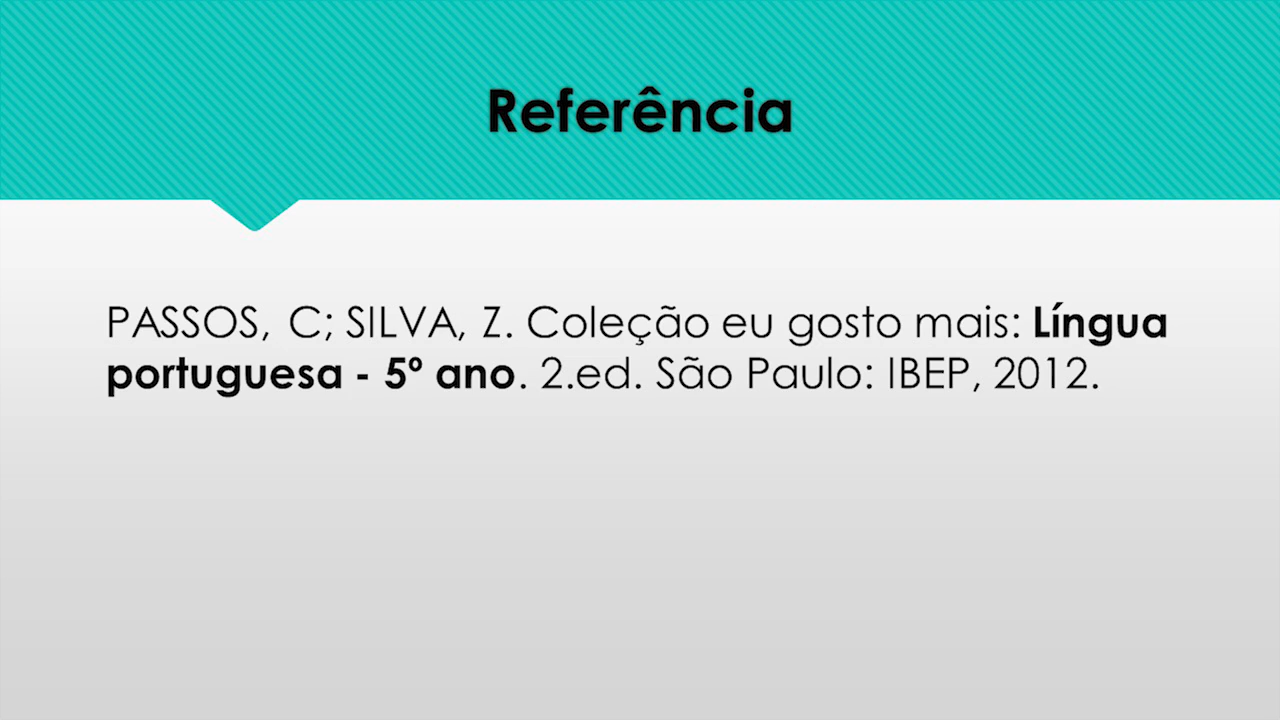 Referência
PASSOS, C; SILVA, Z. Coleção eu gosto mais: Língua
portuguesa - 5º ano. 2.ed. São Paulo: IBEP, 2012.